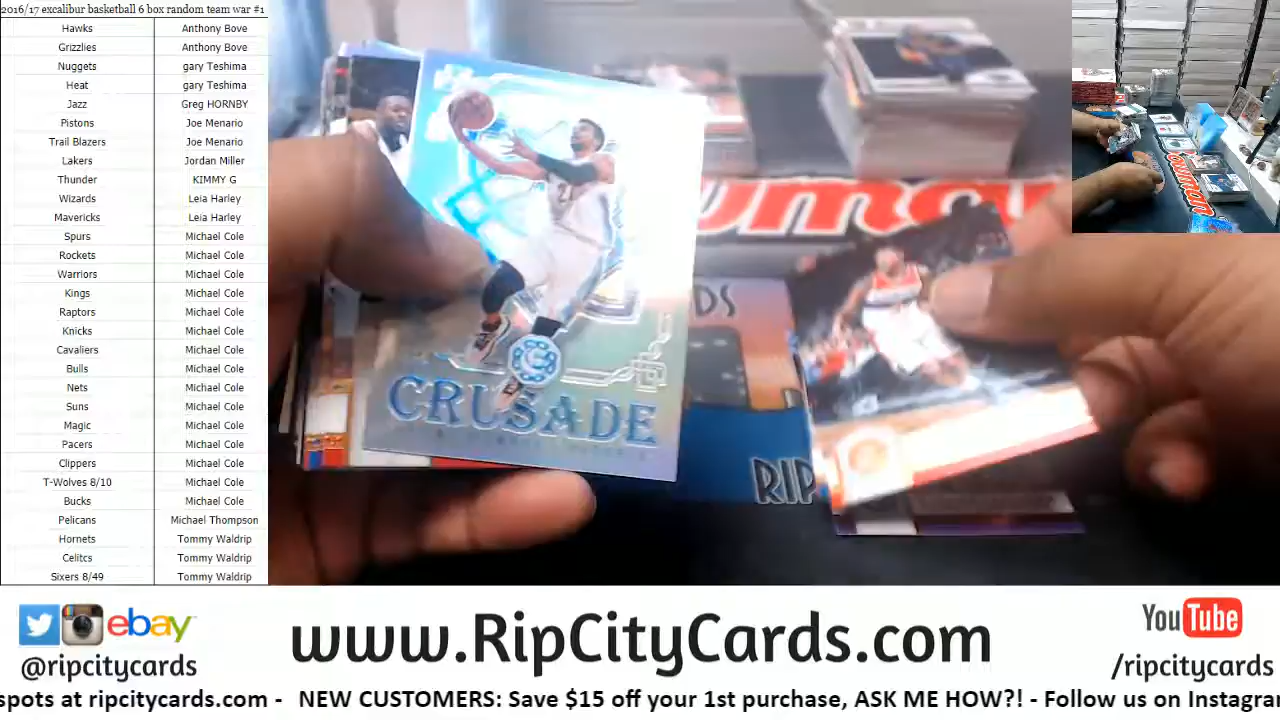 2016/17 excalibur basketball 6 box random team war #1
Hawks Anthony Bove
Grizzlies Anthony Bove
Nuggets gary Teshima
Heat gary Teshima
Jazz Greg HORNBY
Pistons Joe Menario
Trail Blazers Joe Menario
Lakers Jordan Miller
Thunder KIMMY G
Wizards Leia Harley
Mavericks Leia Harley
Spurs Michael Cole
Rockets Michael Cole
Warriors Michael Cole
Kings Michael Cole
Raptors Michael Cole
Knicks Michael Cole
Cavaliers Michael Cole
Bulls Michael Cole
Nets Michael Cole
Suns Michael Cole
Magic Michael Cole
Pacers Michael Cole
Clippers Michael Cole
T-Wolves 8/10 Michael Cole
Bucks Michael Cole
Pelicans Michael Thompson
Hornets Tommy Waldrip
Celitcs Tommy Waldrip
Sixers 8/49 Tommy Waldrip
CRUSADE
RIP
ebay
@ripcitycards
www.RipCityCards.com
YouTube
/ripcitycards
spots at ripcitycards.com - NEW CUSTOMERS: Save $15 off your 1st purchase, ASK ME HOW?! - Follow us on Instagra